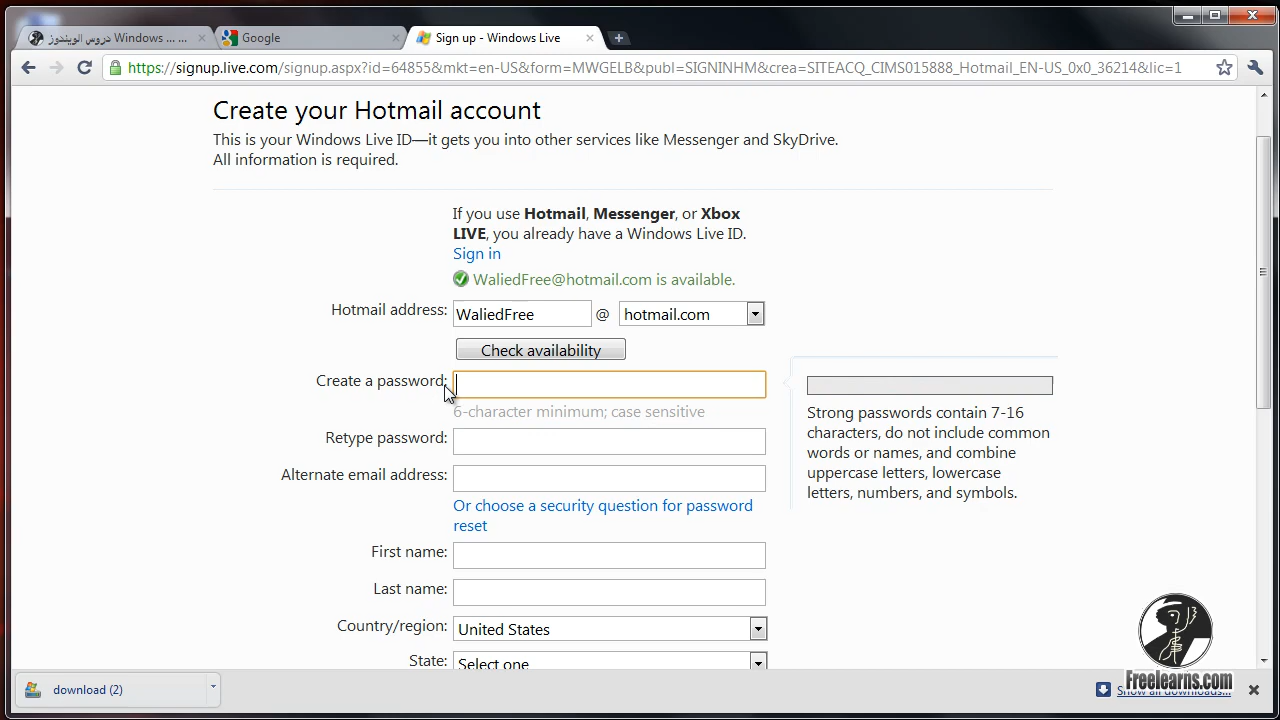 دروس الويندوز Windows ... ...
Google
Sign up - Windows Live
https://signup.live.com/signup.aspx?id=64855&mkt=en-US&form=MWGELB&publ=SIGNINHM&crea=SITEACQ_CIMS015888_Hotmail_EN-US_0x0_36214&lic=1
Create your Hotmail account
This is your Windows Live ID—it gets you into other services like Messenger and SkyDrive.
All information is required.
If you use Hotmail, Messenger, or Xbox
LIVE, you already have a Windows Live ID.
Sign in
WaliedFree@hotmail.com is available.
Hotmail address: WaliedFree @ hotmail.com
Check availability
Create a password:
6-character minimum; case sensitive
Strong passwords contain 7-16
characters, do not include common
words or names, and combine
uppercase letters, lowercase
letters, numbers, and symbols.
Retype password:
Alternate email address:
Or choose a security question for password
reset
First name:
Last name:
Country/region: United States
State: Select one
download (2)
Show all downloads...
Freelearns.com